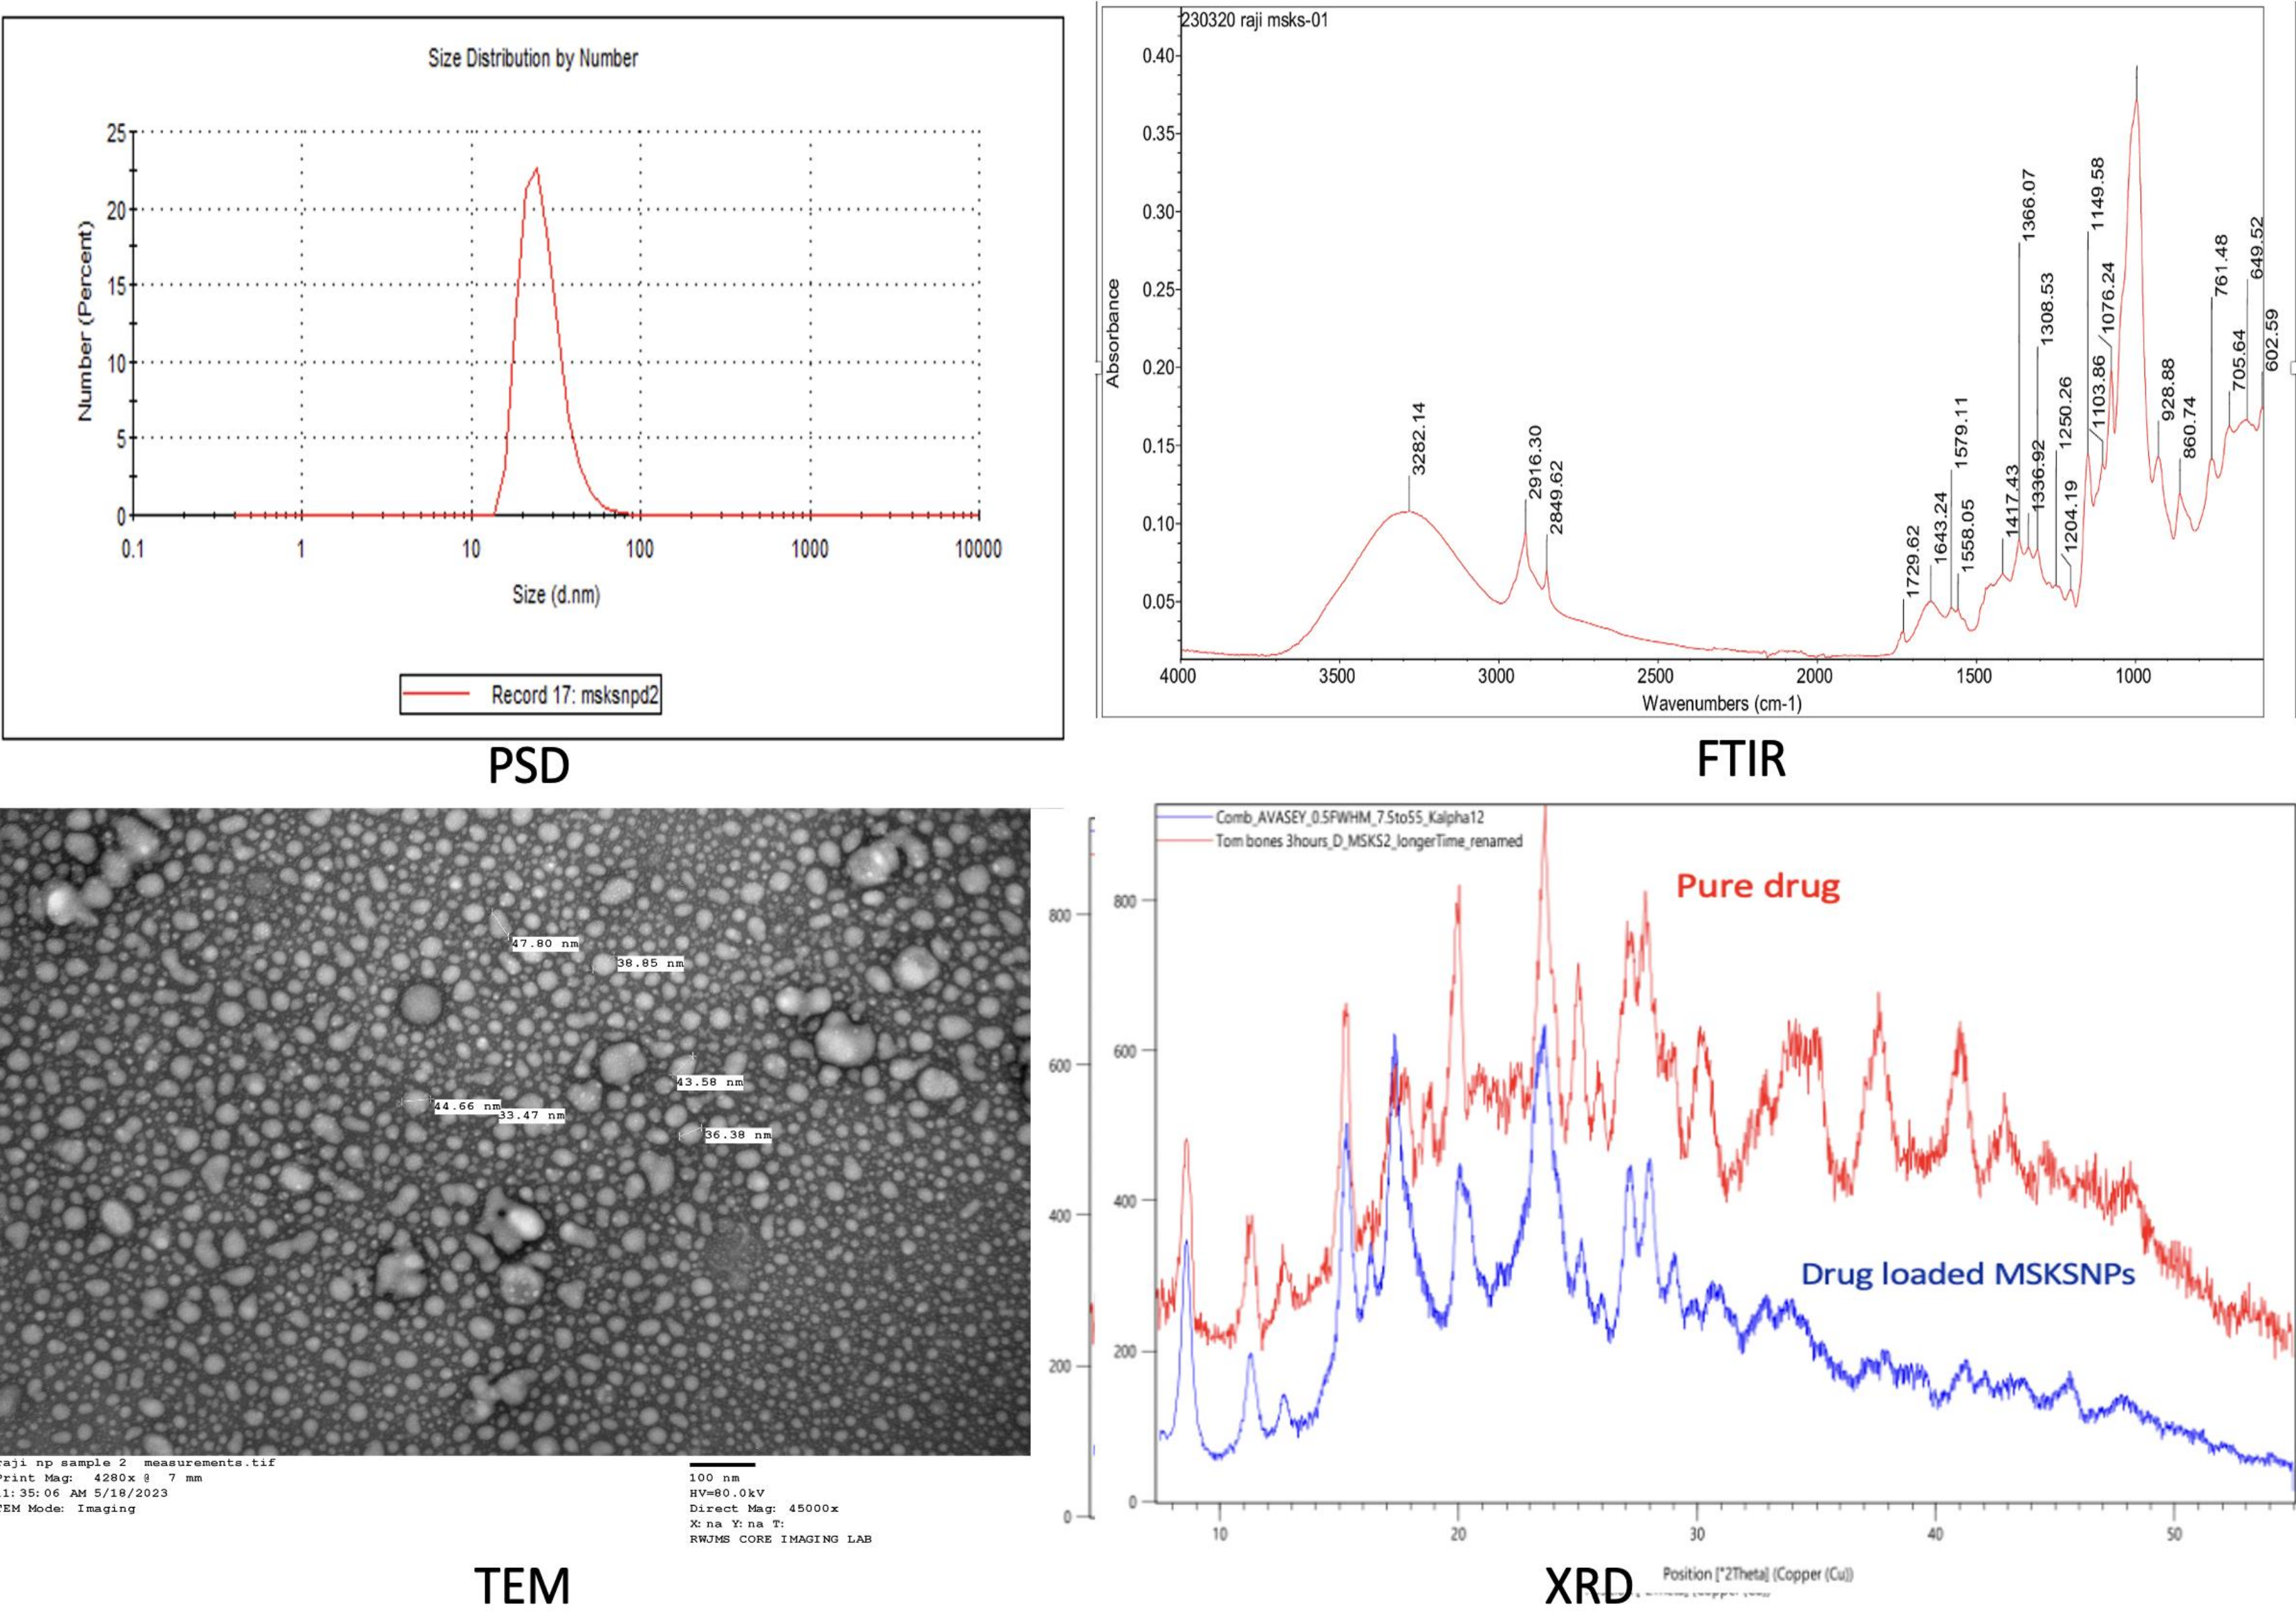 Size Distribution by Number
Number (Percent)
25
20
15
10
5
0
0.1
1
10
100
1000
10000
Size (d.nm)
Record 17: msksnpd2
PSD
230320 raji msks-01
Absorbance
0.40
0.35
0.30
0.25
0.20
0.15
0.10
0.05
3282.14
2916.30
2849.62
1729.62
1643.24
1579.11
1558.05
1417.43
1366.07
1336.92
1308.53
1250.26
1204.19
1149.58
1103.86
1076.24
928.88
860.74
761.48
705.64
649.52
602.59
4000
3500
3000
2500
2000
1500
1000
Wavenumbers (cm-1)
FTIR
47.80 nm
38.85 nm
43.58 nm
44.66 nm
33.47 nm
36.38 nm
raji np sample 2 measurements.tif
Print Mag: 4280x @ 7 mm
11:35:06 AM 5/18/2023
TEM Mode: Imaging
100 nm
HV=80.0kV
Direct Mag: 45000x
X:na Y:na T:
RWJMS CORE IMAGING LAB
TEM
800
600
400
200
0
Comb_AVASEY_0.5FWHM_7.5to55_Kalpha12
Tom bones 3hours_D_MSKS2_longerTime_renamed
Pure drug
Drug loaded MSKSNPs
800
600
400
200
0
10
20
30
40
50
Position [°2Theta] (Copper (Cu))
XRD